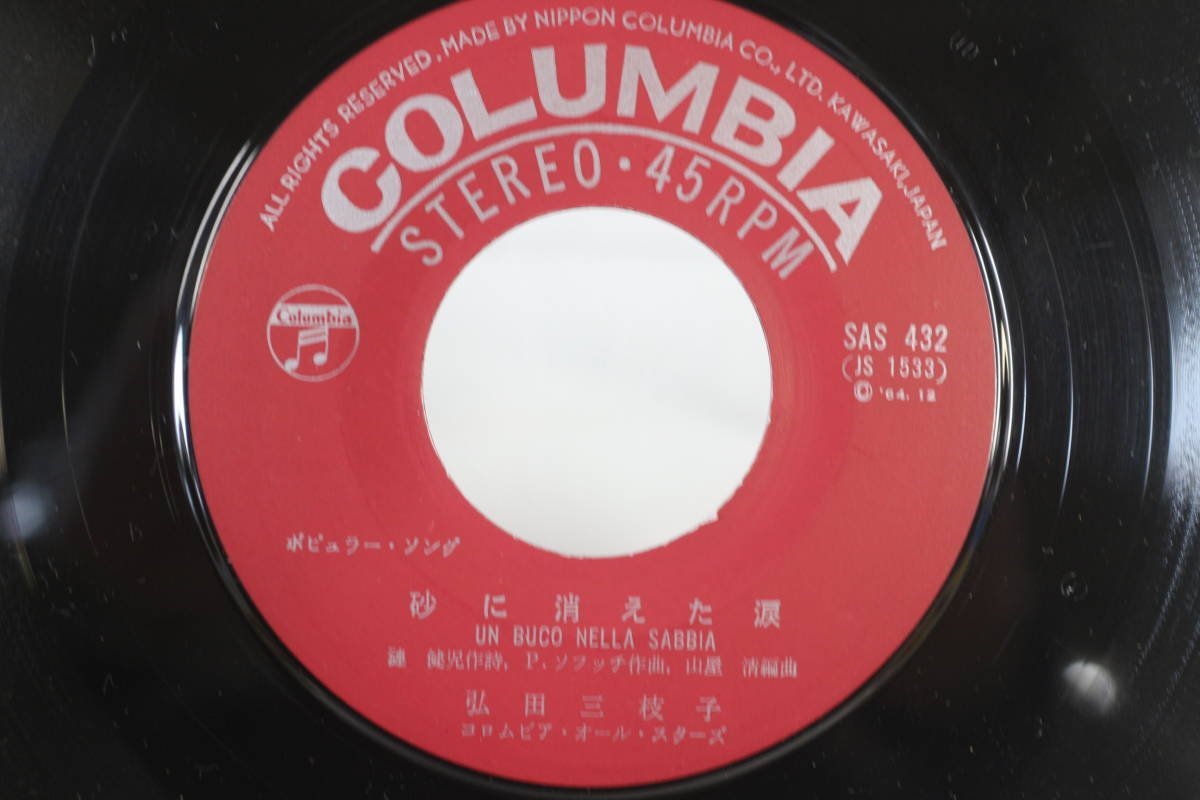 ALL RIGHTS RESERVED. MADE BY NIPPON COLUMBIA CO., LTD. KAWASAKI, JAPAN
COLUMBIA
STEREO・45RPM
Columbia
SAS 432
(JS 1533)
© '64. 12
ポピュラー・ソング
砂に消えた涙
UN BUCO NELLA SABBIA
漣 健児作詩、P. ソフッチ作曲、山屋 清編曲
弘田三枝子
コロムビア・オール・スターズ